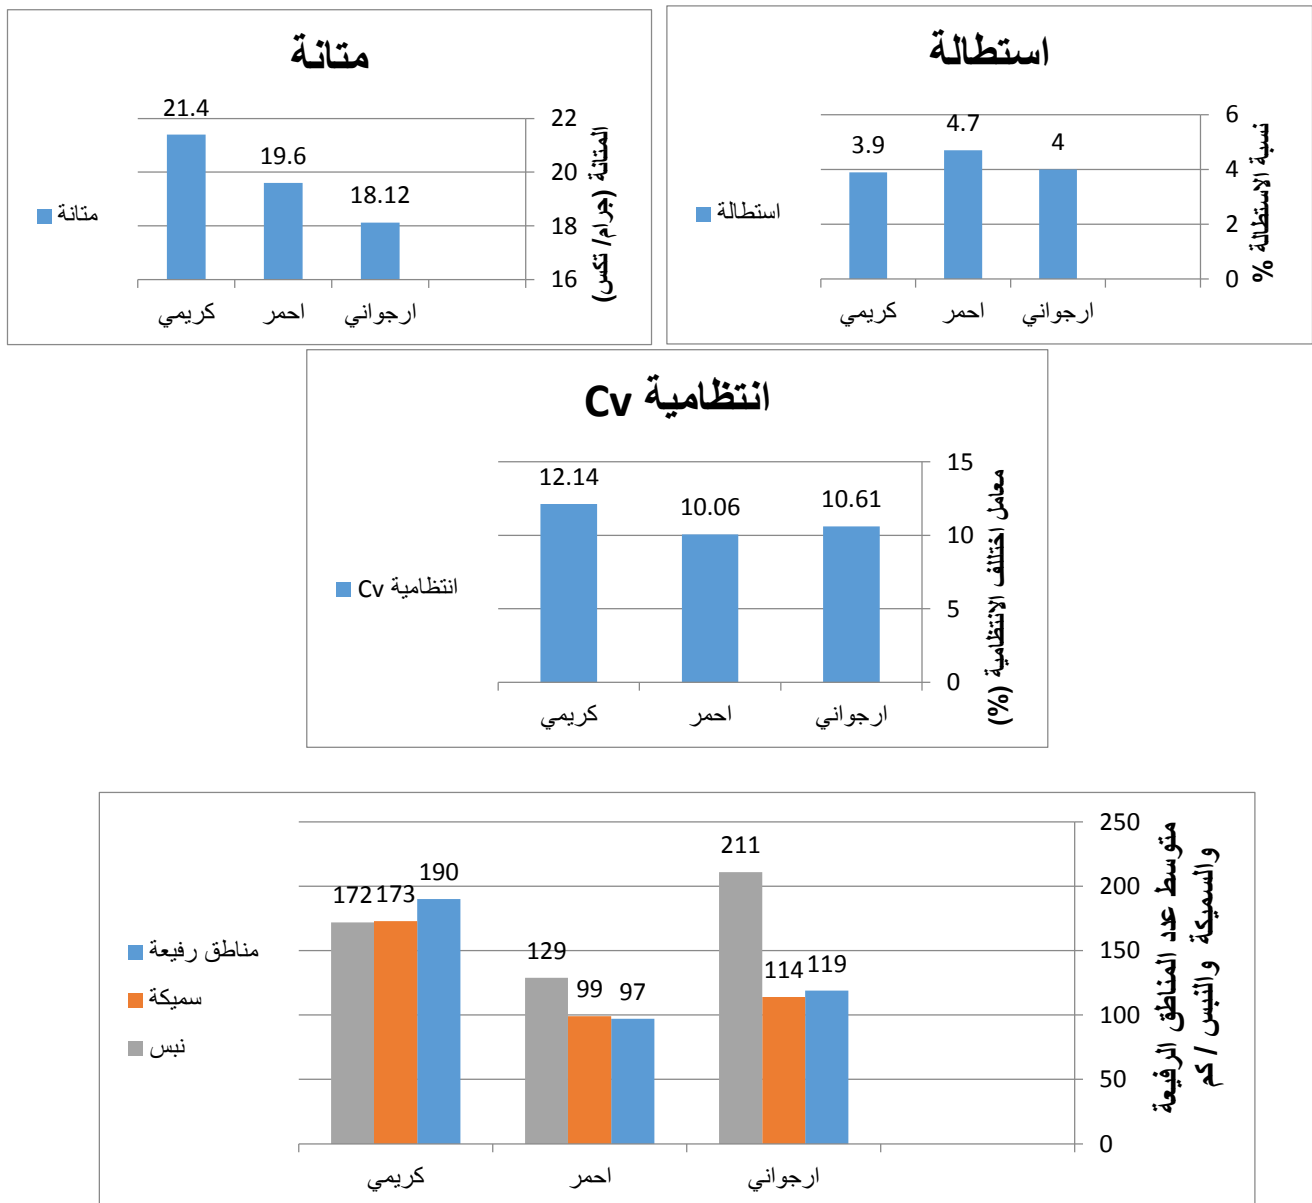 متانة
21.4
19.6
18.12
22
20
18
16
المتانة (جرام/ تكس)
متانة
كريمي
احمر
ارجواني
استطالة
3.9
4.7
4
6
4
2
0
نسبة الاستطالة %
استطالة
كريمي
احمر
ارجواني
انتظامية Cv
12.14
10.06
10.61
15
10
5
0
معامل اختللف الانتظامية (%)
انتظامية Cv
كريمي
احمر
ارجواني
172
173
190
129
99
97
211
114
119
250
200
150
100
50
0
متوسط عدد المناطق الرفيعة
والسميكة والنبس / كم
مناطق رفيعة
سميكة
نبس
كريمي
احمر
ارجواني